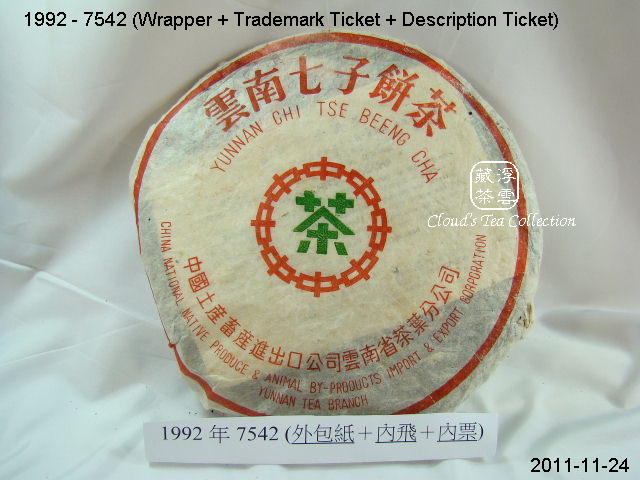 1992 - 7542 (Wrapper + Trademark Ticket + Description Ticket)
雲南七子餅茶
YUNNAN CHI TSE BEENG CHA
茶
浮雲
藏茶
Cloud's Tea Collection
中國土産畜産進出口公司雲南省茶葉分公司
CHINA NATIONAL NATIVE PRODUCE & ANIMAL BY-PRODUCTS IMPORT & EXPORT CORPORATION
YUNNAN TEA BRANCH
1992 年 7542 (外包紙＋內飛＋內票)
2011-11-24